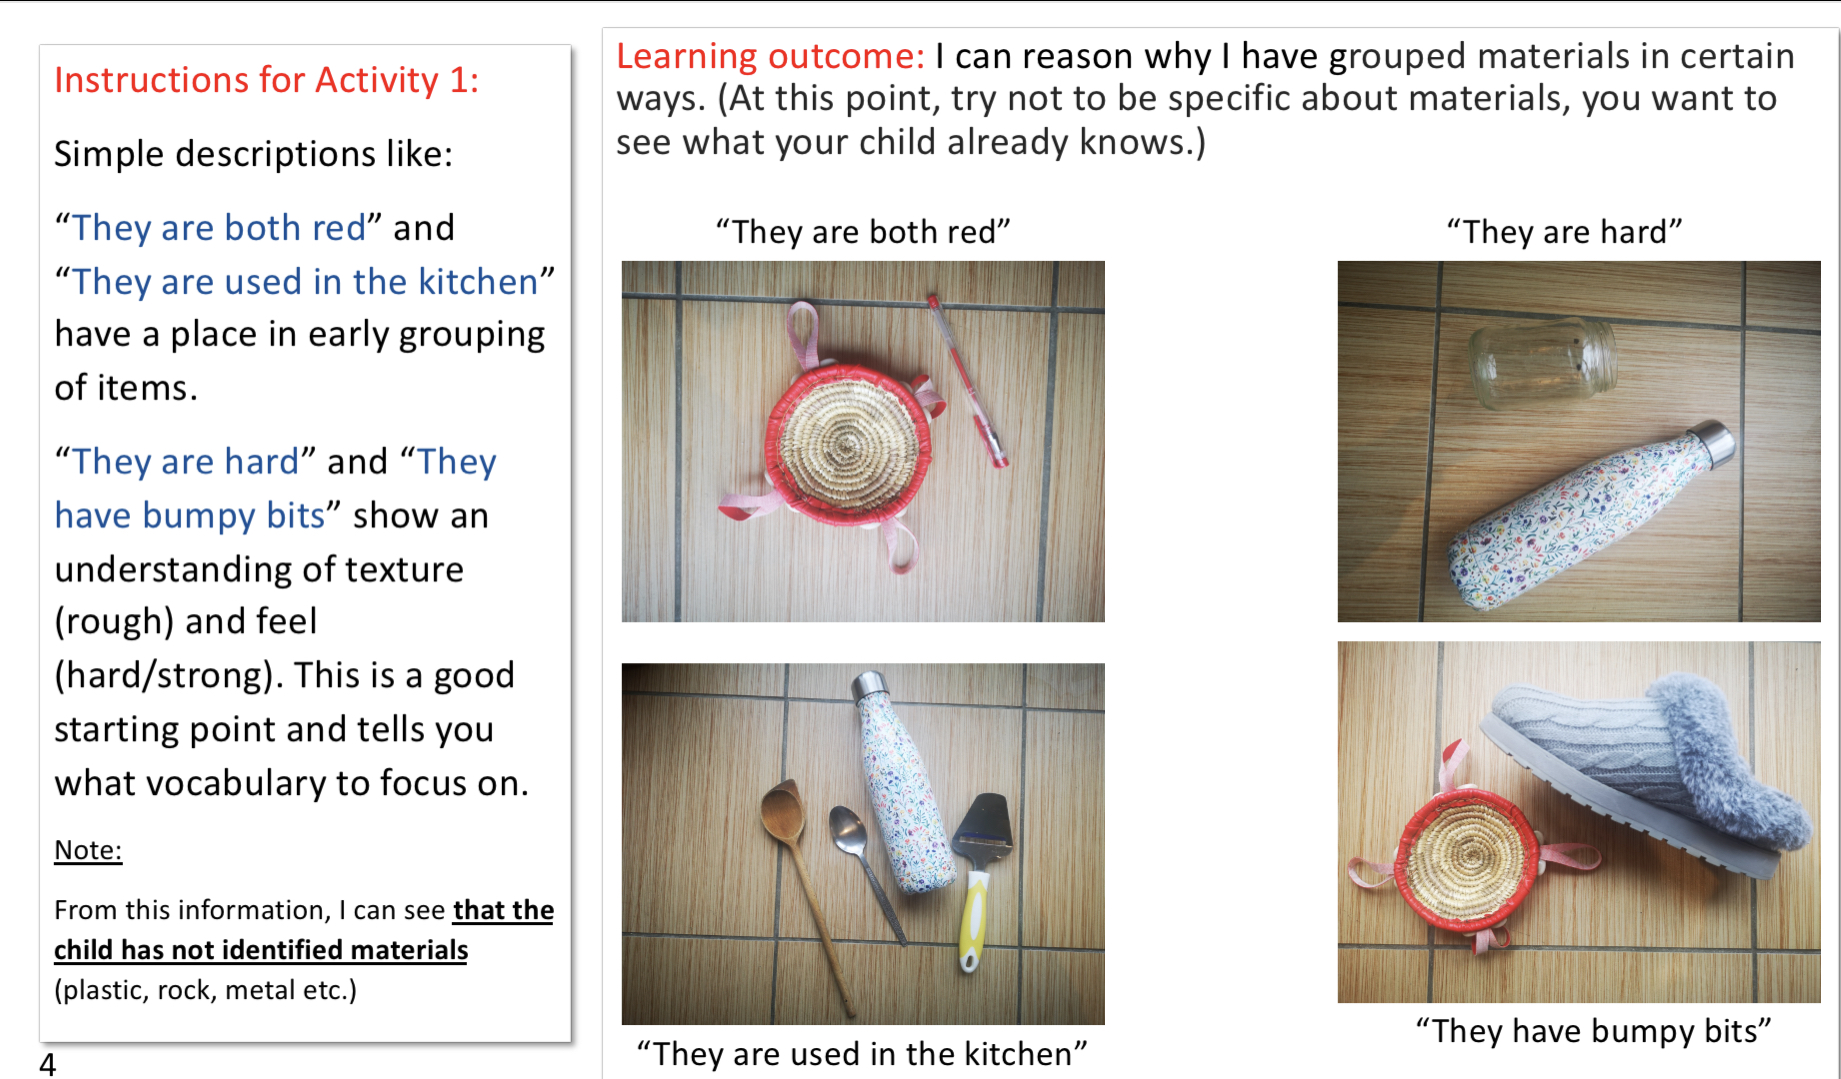 Instructions for Activity 1:
Simple descriptions like:
“They are both red” and
“They are used in the kitchen”
have a place in early grouping
of items.
“They are hard” and “They
have bumpy bits” show an
understanding of texture
(rough) and feel
(hard/strong). This is a good
starting point and tells you
what vocabulary to focus on.
Note:
From this information, I can see that the
child has not identified materials
(plastic, rock, metal etc.)
4
Learning outcome: I can reason why I have grouped materials in certain
ways. (At this point, try not to be specific about materials, you want to
see what your child already knows.)
“They are both red”
“They are hard”
“They are used in the kitchen”
“They have bumpy bits”